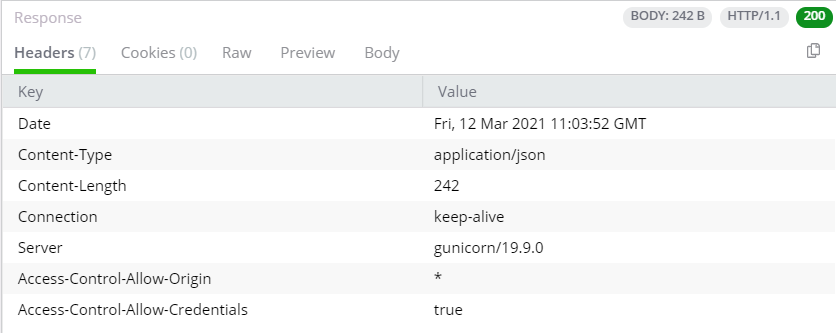 Response BODY: 242 B HTTP/1.1 200
Headers (7) Cookies (0) Raw Preview Body
Key Value
Date Fri, 12 Mar 2021 11:03:52 GMT
Content-Type application/json
Content-Length 242
Connection keep-alive
Server gunicorn/19.9.0
Access-Control-Allow-Origin *
Access-Control-Allow-Credentials true